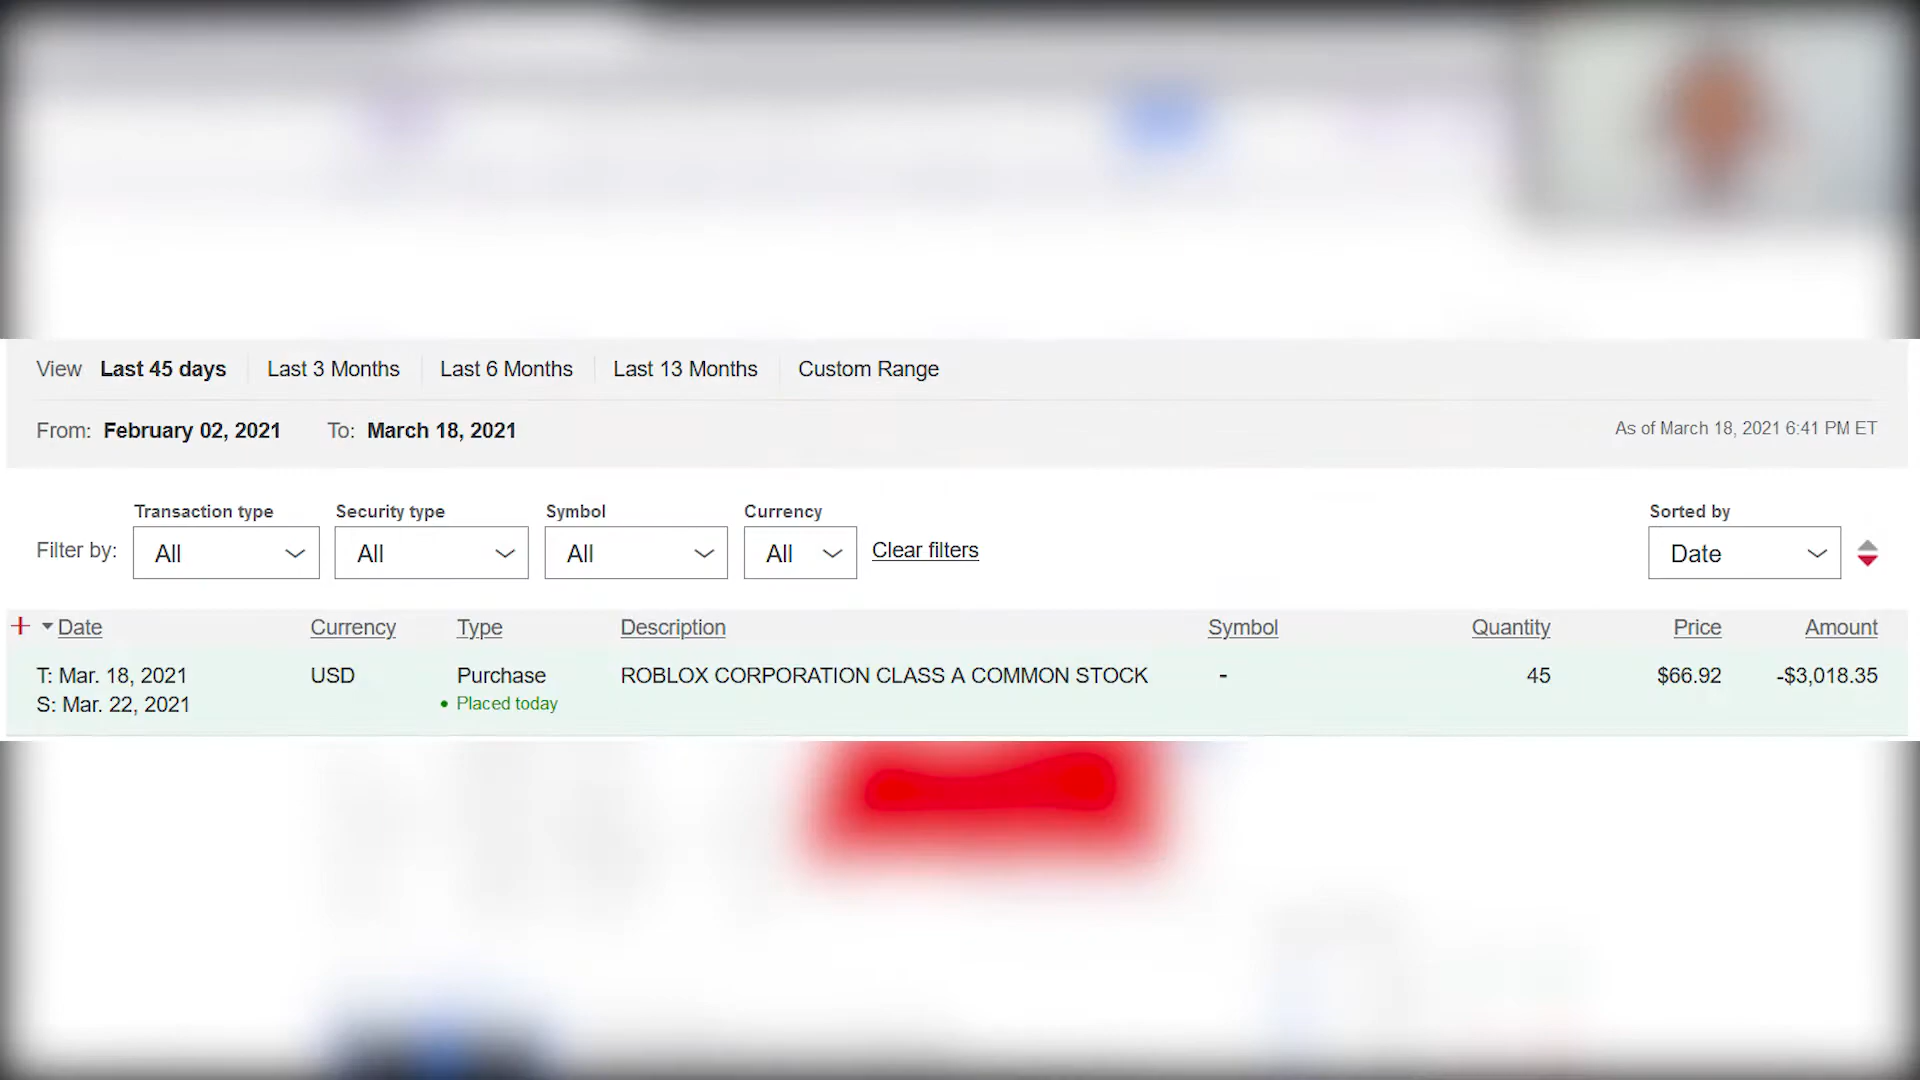 View Last 45 days Last 3 Months Last 6 Months Last 13 Months Custom Range
From: February 02, 2021 To: March 18, 2021 As of March 18, 2021 6:41 PM ET
Transaction type Security type Symbol Currency Sorted by
Filter by: All All All All Clear filters Date
Date Currency Type Description Symbol Quantity Price Amount
T: Mar. 18, 2021 USD Purchase ROBLOX CORPORATION CLASS A COMMON STOCK - 45 $66.92 -$3,018.35
S: Mar. 22, 2021 • Placed today